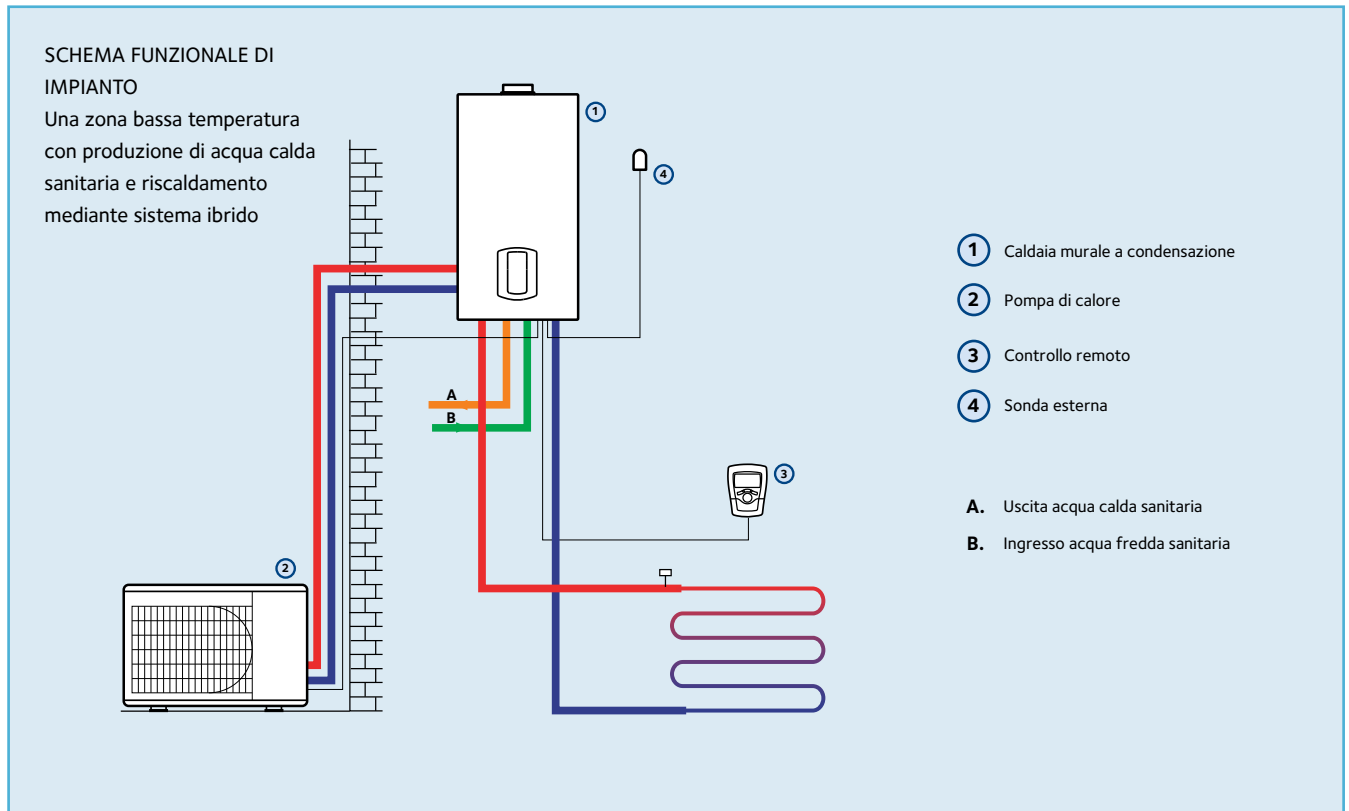 SCHEMA FUNZIONALE DI
IMPIANTO
Una zona bassa temperatura
con produzione di acqua calda
sanitaria e riscaldamento
mediante sistema ibrido
1
4
A
B
3
2
1 Caldaia murale a condensazione
2 Pompa di calore
3 Controllo remoto
4 Sonda esterna
A. Uscita acqua calda sanitaria
B. Ingresso acqua fredda sanitaria